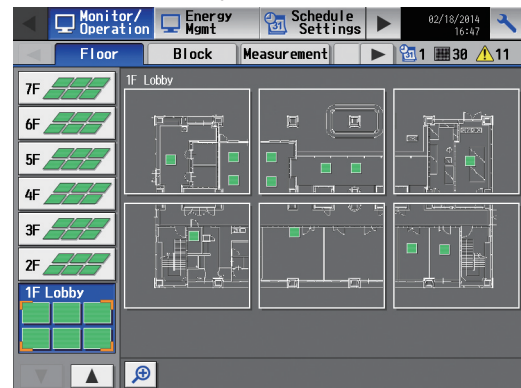 Monitor/
Operation
Energy
Mgmt
Schedule
Settings
02/18/2014
16:47
Floor
Block
Measurement
31
1
30
11
7F
1F Lobby
6F
5F
4F
3F
2F
1F Lobby